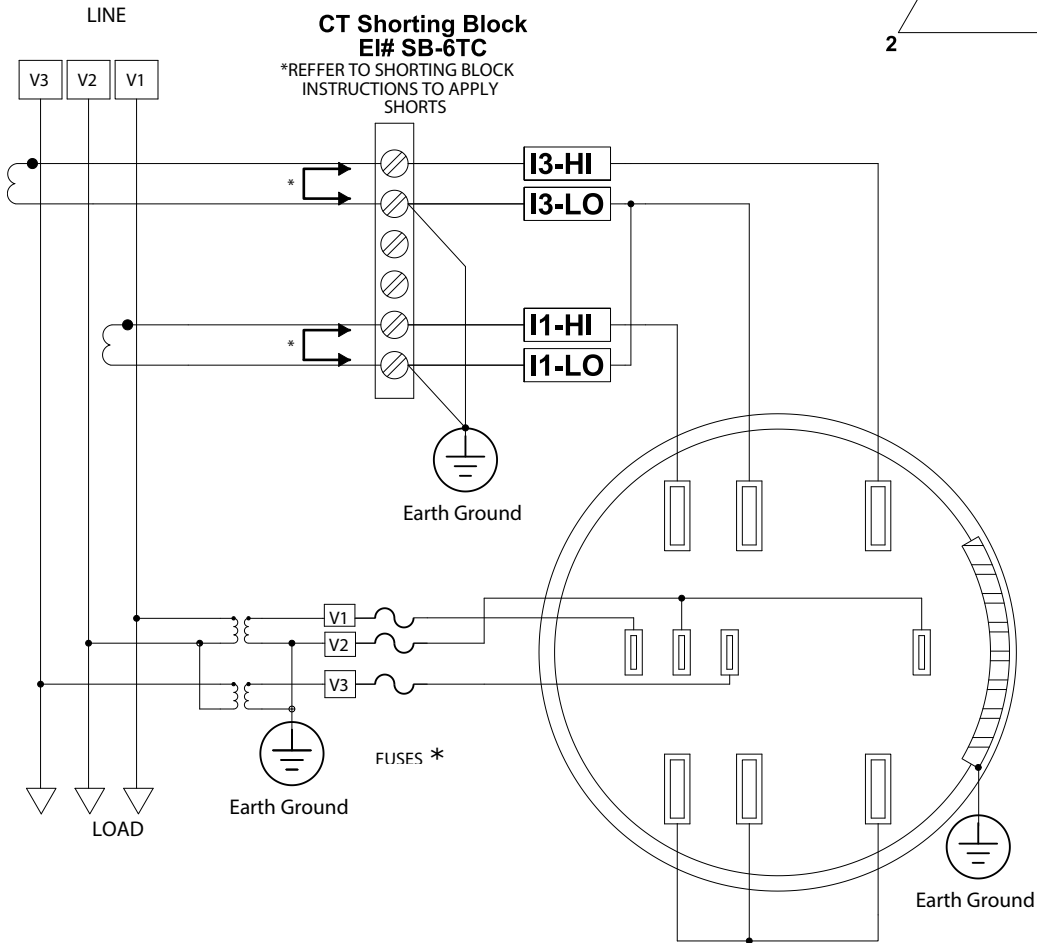 LINE
CT Shorting Block
EI# SB-6TC
*REFFER TO SHORTING BLOCK
INSTRUCTIONS TO APPLY
SHORTS
2
V3
V2
V1
I3-HI
*
I3-LO
I1-HI
*
I1-LO
Earth Ground
V1
V2
V3
FUSES *
Earth Ground
LOAD
Earth Ground